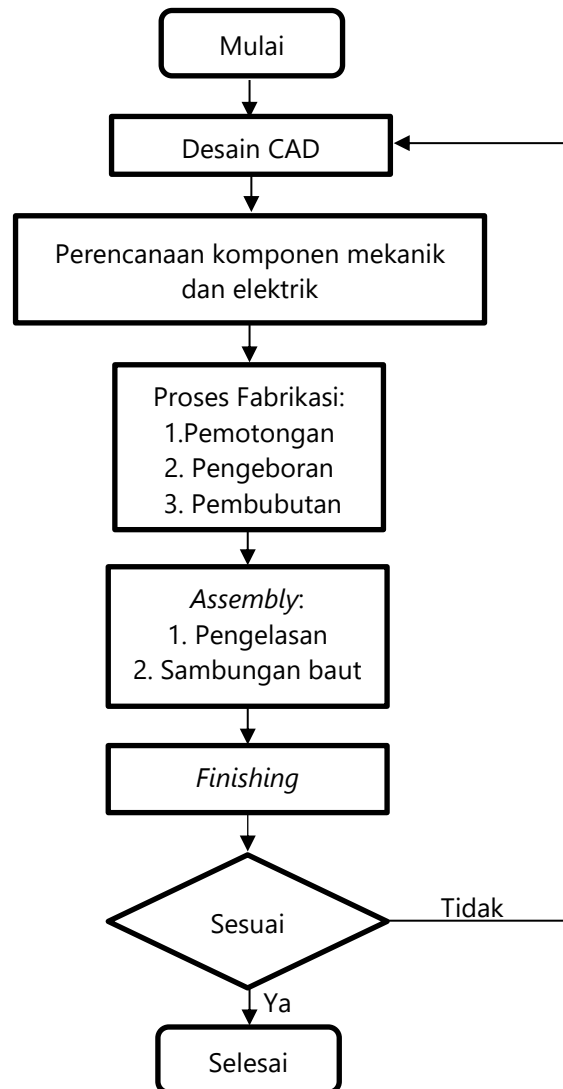 Mulai
Desain CAD
Perencanaan komponen mekanik
dan elektrik
Proses Fabrikasi:
1.Pemotongan
2. Pengeboran
3. Pembubutan
Assembly:
1. Pengelasan
2. Sambungan baut
Finishing
Sesuai
Tidak
Ya
Selesai